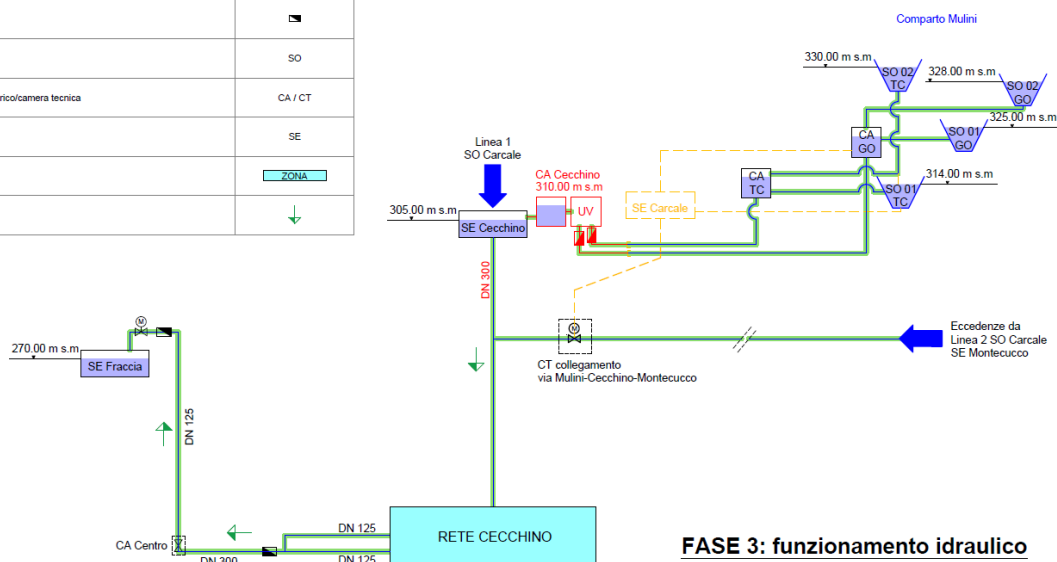 SO
rico/camera tecnica
CA / CT
SE
ZONA
Comparto Mulini
330.00 m s.m
SO 02
TC
328.00 m s.m
SO 02
GO
325.00 m s.m
SO 01
GO
CA
GO
314.00 m s.m
SO 01
TC
CA
TC
SE Carcale
Linea 1
SO Carcale
CA Cecchino
310.00 m s.m
UV
305.00 m s.m
SE Cecchino
DN 300
M
CT collegamento
via Mulini-Cecchino-Montecucco
Eccedenze da
Linea 2 SO Carcale
SE Montecucco
M
270.00 m s.m
SE Fraccia
DN 125
CA Centro
DN 300
DN 125
DN 125
RETE CECCHINO
FASE 3: funzionamento idraulico